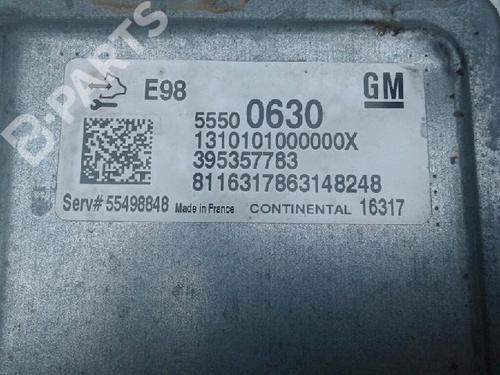 B-PARTS
E98
GM
5550 0630
1310101000000X
395357783
8116317863148248
Serv# 55498848 Made in France CONTINENTAL 16317